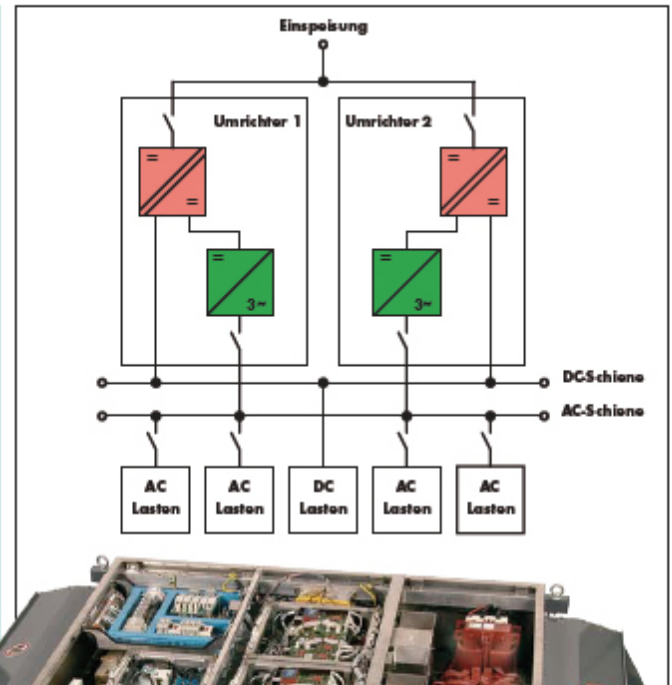 Einspeisung
Umrichter 1
Umrichter 2
=
=
=
=
=
3~
=
3~
DC-Schiene
AC-Schiene
AC
Lasten
AC
Lasten
DC
Lasten
AC
Lasten
AC
Lasten